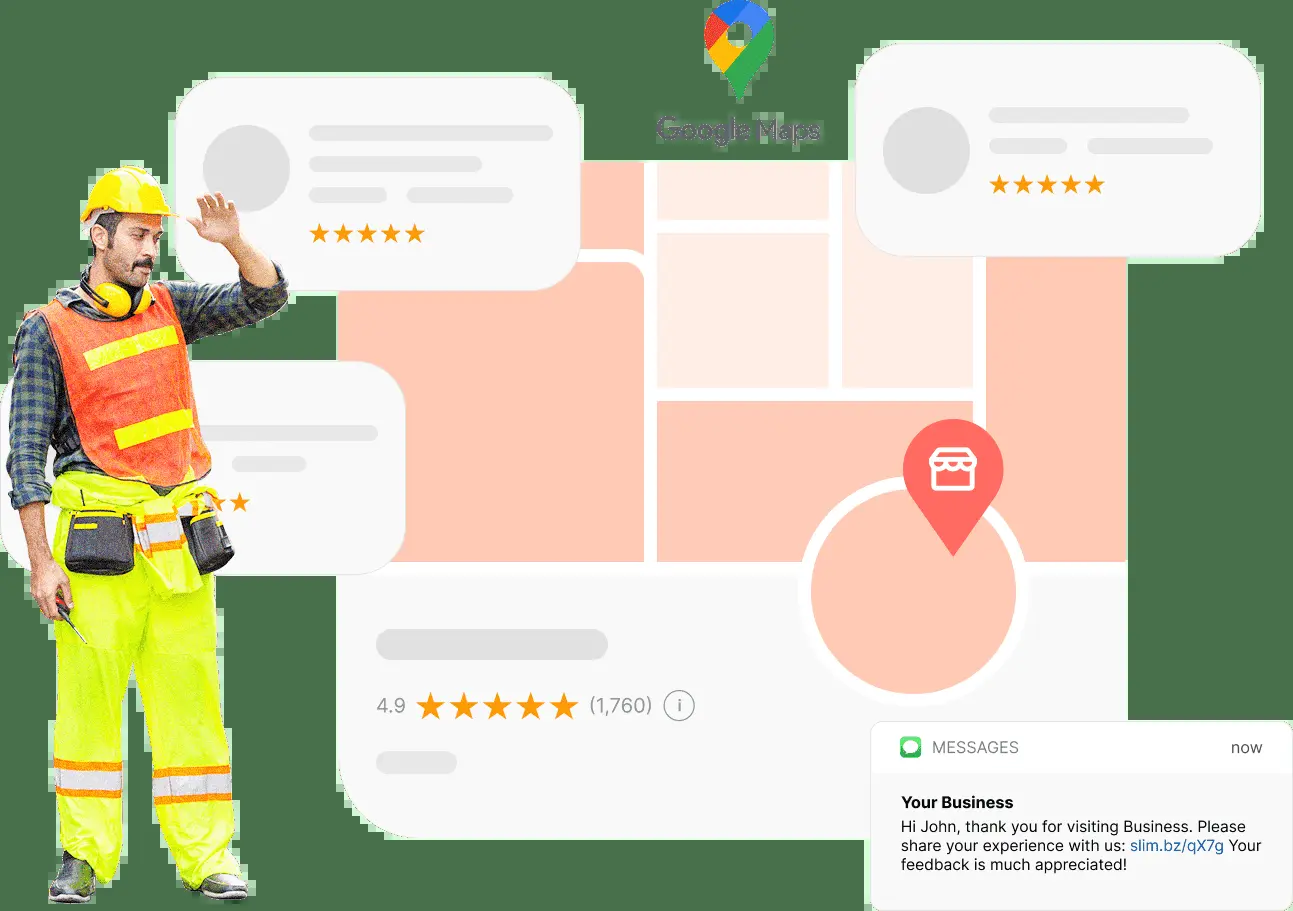 Google Maps
4.9 (1,760) i
MESSAGES now
Your Business
Hi John, thank you for visiting Business. Please
share your experience with us: slim.bz/qX7g Your
feedback is much appreciated!